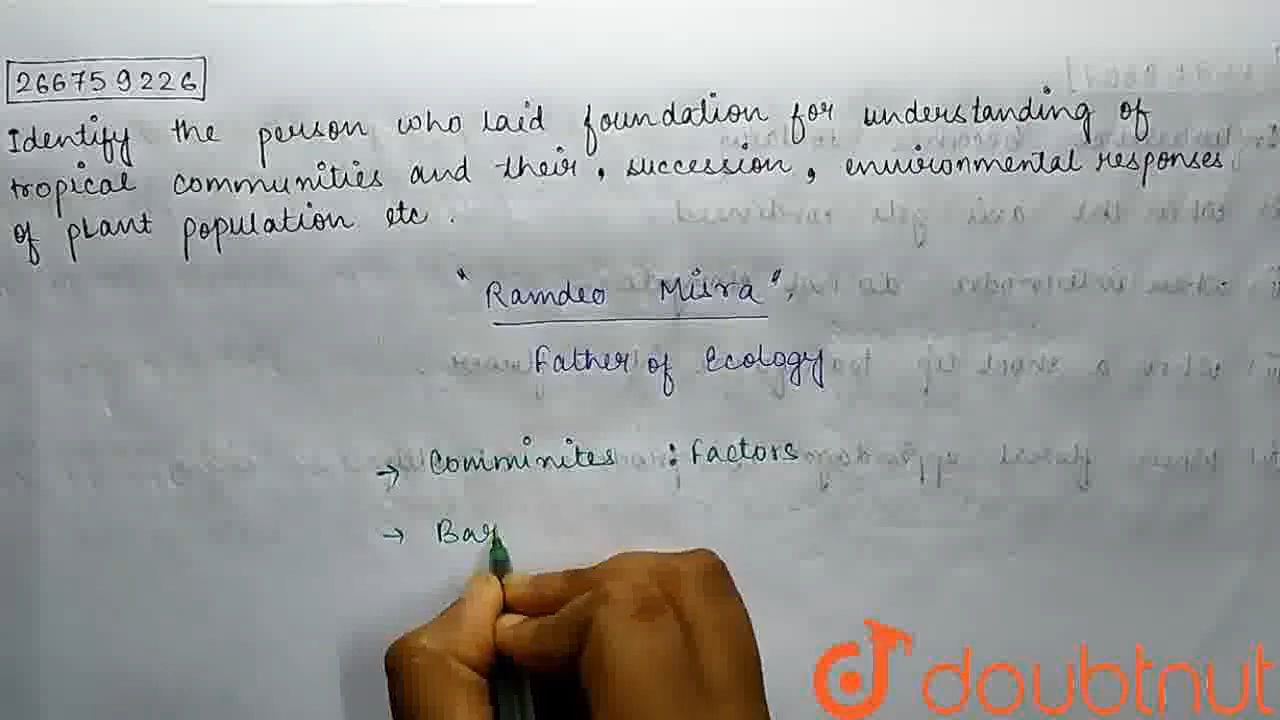 266759226
Identify the person who laid foundation for understanding of
tropical communities and their, succession, environmental responses
of plant population etc.
"Ramdeo Misra",
Father of Ecology
→ Comminites : Factors
→ Bas
doubtnut